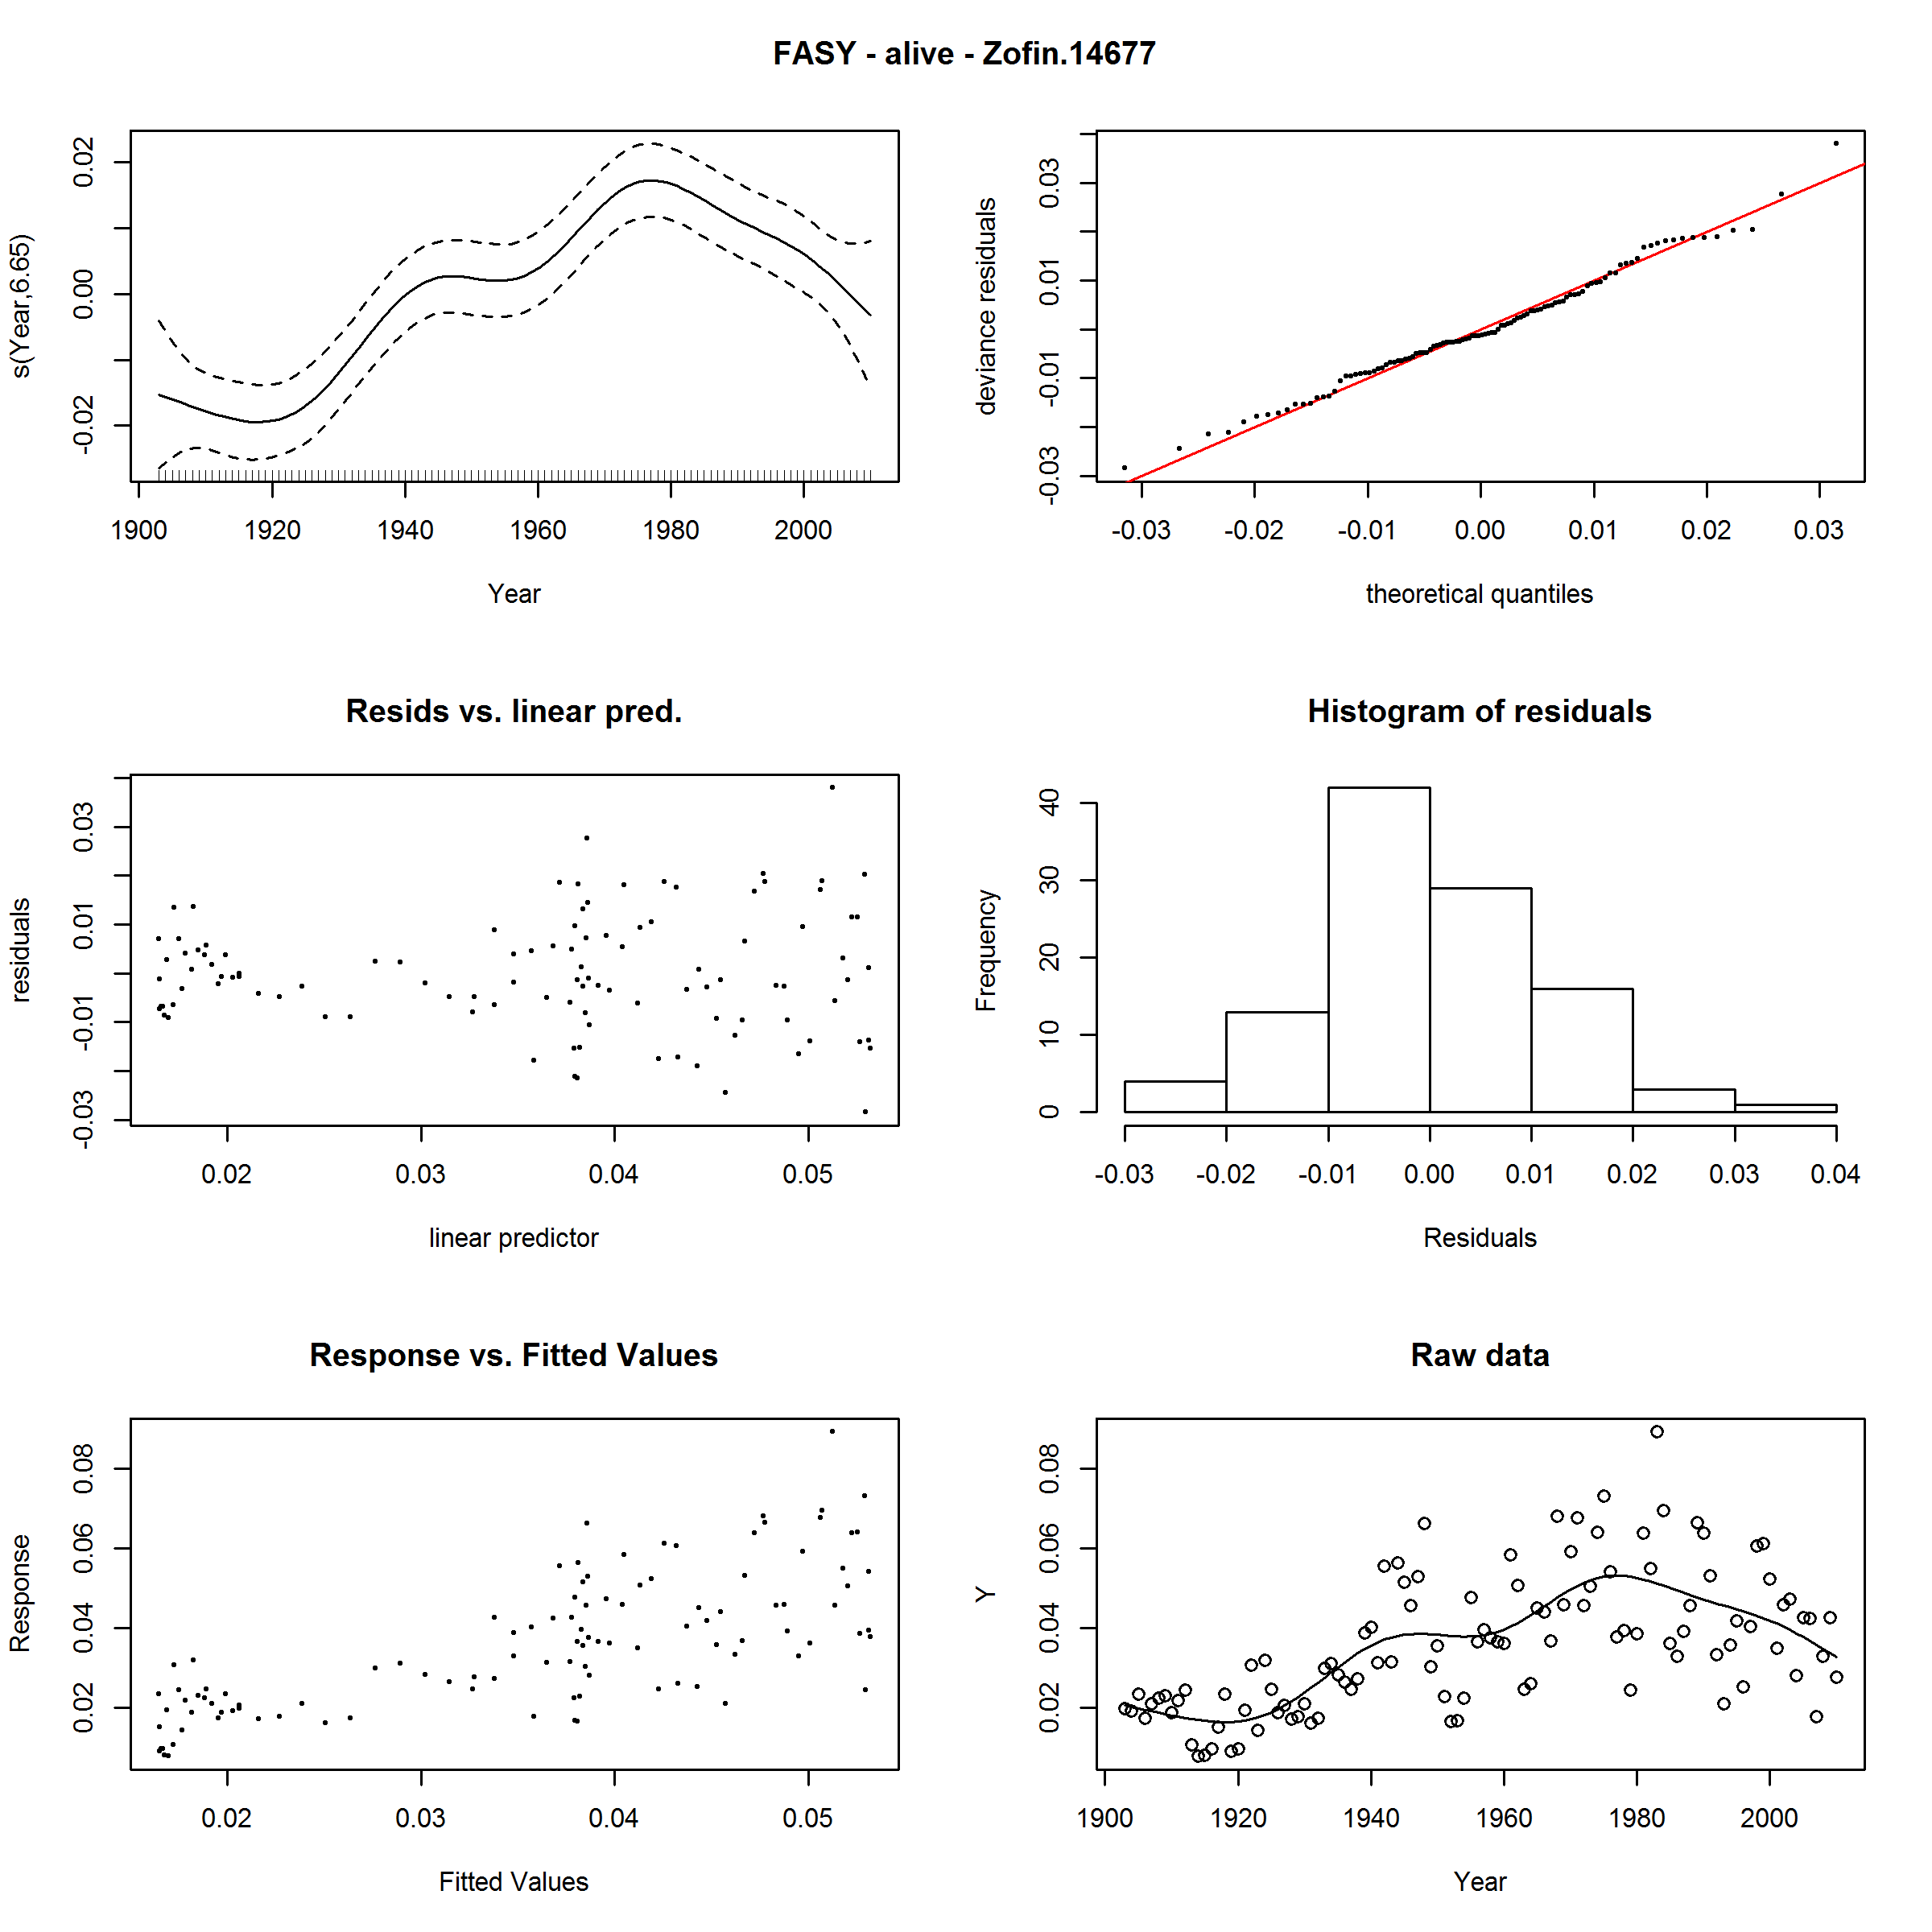 FASY - alive - Zofin.14677
s(Year,6.65)
0.02
0.00
-0.02
1900 1920 1940 1960 1980 2000
Year
deviance residuals
0.03
0.01
-0.01
-0.03
-0.03 -0.02 -0.01 0.00 0.01 0.02 0.03
theoretical quantiles
Resids vs. linear pred.
residuals
0.03
0.01
-0.01
-0.03
0.02 0.03 0.04 0.05
linear predictor
Histogram of residuals
Frequency
40
30
20
10
0
-0.03 -0.02 -0.01 0.00 0.01 0.02 0.03 0.04
Residuals
Response vs. Fitted Values
Response
0.08
0.06
0.04
0.02
0.02 0.03 0.04 0.05
Fitted Values
Raw data
Y
0.08
0.06
0.04
0.02
1900 1920 1940 1960 1980 2000
Year